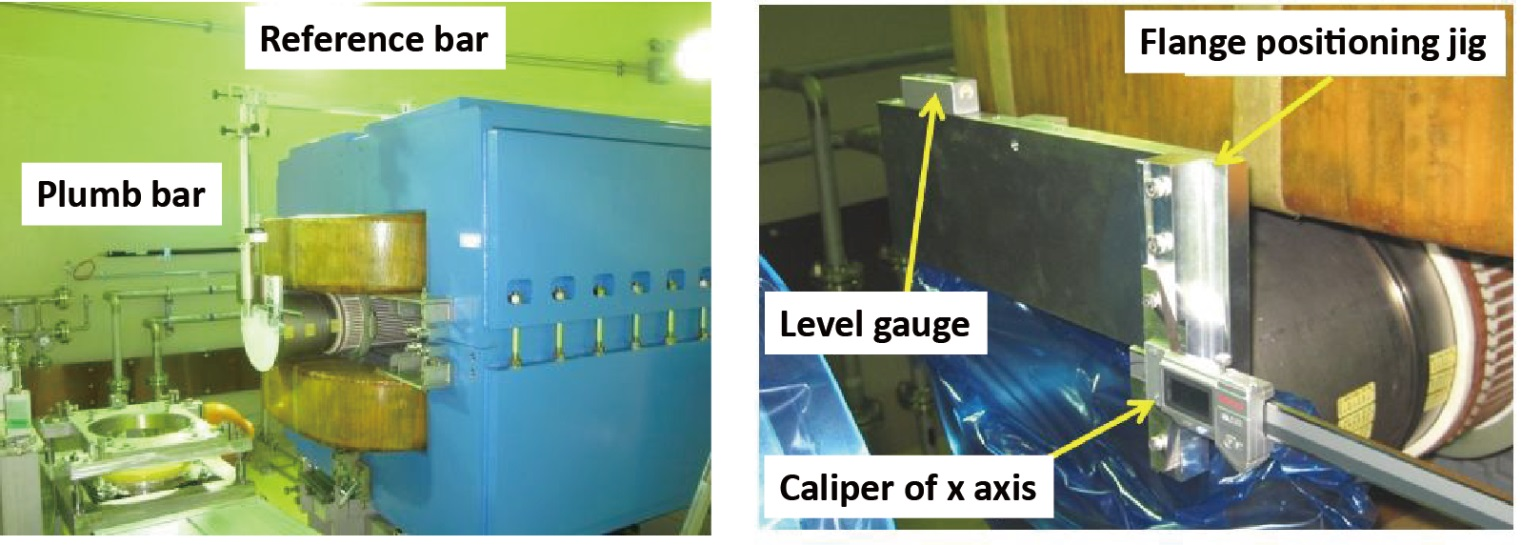 Reference bar
Plumb bar
Flange positioning jig
Level gauge
Caliper of x axis